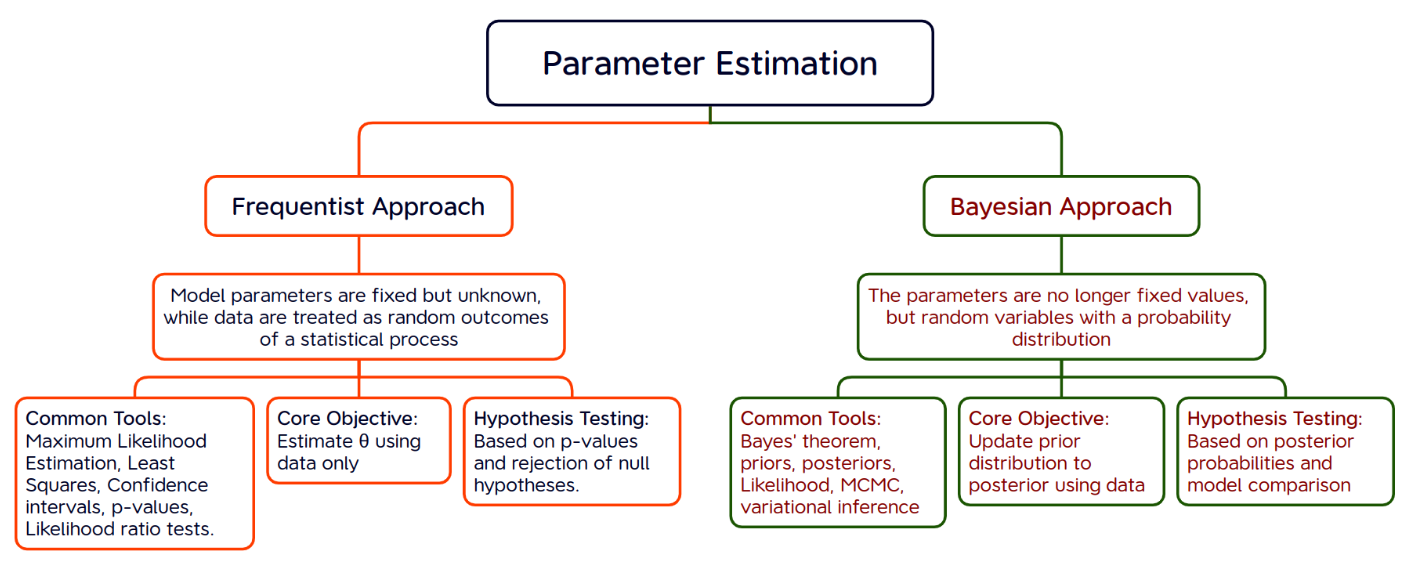 Parameter Estimation
Frequentist Approach
Bayesian Approach
Model parameters are fixed but unknown,
while data are treated as random outcomes
of a statistical process
The parameters are no longer fixed values,
but random variables with a probability
distribution
Common Tools:
Maximum Likelihood
Estimation, Least
Squares, Confidence
intervals, p-values,
Likelihood ratio tests.
Core Objective:
Estimate θ using
data only
Hypothesis Testing:
Based on p-values
and rejection of null
hypotheses.
Common Tools:
Bayes' theorem,
priors, posteriors,
Likelihood, MCMC,
variational inference
Core Objective:
Update prior
distribution to
posterior using data
Hypothesis Testing:
Based on posterior
probabilities and
model comparison